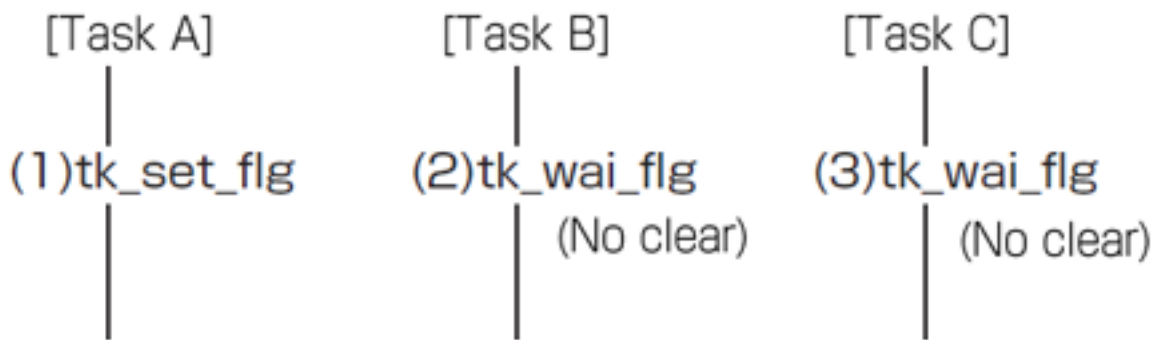 [Task A] [Task B] [Task C]
(1)tk_set_flg (2)tk_wai_flg (3)tk_wai_flg
(No clear) (No clear)